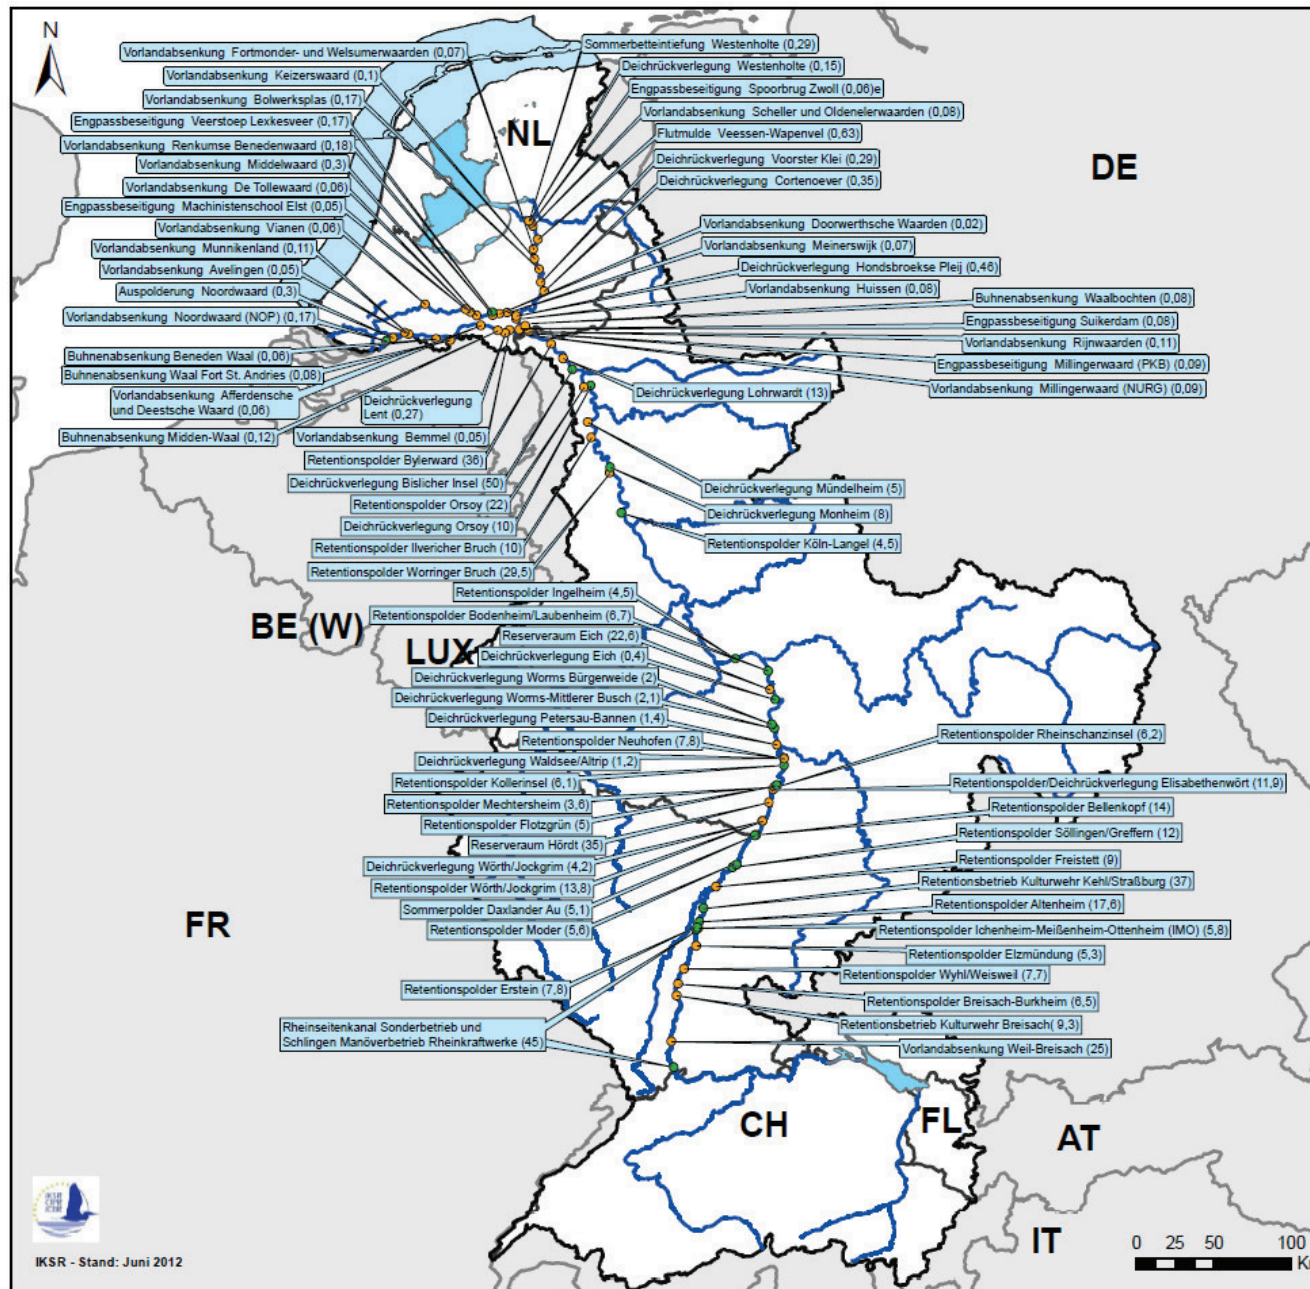 N
Vorlandabsenkung Fortmonder- und Welsumerwaarden (0,07)
Vorlandabsenkung Keizerswaard (0,1)
Vorlandabsenkung Bolwerksplas (0,17)
Engpassbeseitigung Veerstoep Lexkesveer (0,17)
Vorlandabsenkung Renkumse Benedenwaard (0,18)
Vorlandabsenkung Middelwaard (0,3)
Vorlandabsenkung De Tollewaard (0,06)
Engpassbeseitigung Machinistenschool Elst (0,05)
Vorlandabsenkung Vianen (0,06)
Vorlandabsenkung Munnikenland (0,11)
Vorlandabsenkung Avelingen (0,05)
Auspolderung Noordwaard (0,3)
Vorlandabsenkung Noordwaard (NOP) (0,17)
Buhnenabsenkung Beneden Waal (0,06)
Buhnenabsenkung Waal Fort St. Andries (0,08)
Vorlandabsenkung Afferdensche
und Deestsche Waard (0,06)
Buhnenabsenkung Midden-Waal (0,12)
Deichrückverlegung
Lent (0,27)
Vorlandabsenkung Bemmel (0,05)
Retentionspolder Bylerward (36)
Deichrückverlegung Bislicher Insel (50)
Retentionspolder Orsoy (22)
Deichrückverlegung Orsoy (10)
Retentionspolder Ilvericher Bruch (10)
Retentionspolder Worringer Bruch (29,5)
Sommerbetteintiefung Westenholte (0,29)
Deichrückverlegung Westenholte (0,15)
Engpassbeseitigung Spoorbrug Zwoll (0,06)e
Vorlandabsenkung Scheller und Oldenelerwaarden (0,08)
Flutmulde Veessen-Wapenvel (0,63)
Deichrückverlegung Voorster Klei (0,29)
Deichrückverlegung Cortenoever (0,35)
Vorlandabsenkung Doorwerthsche Waarden (0,02)
Vorlandabsenkung Meinerswijk (0,07)
Deichrückverlegung Hondsbroekse Pleij (0,46)
Vorlandabsenkung Huissen (0,08)
Buhnenabsenkung Waalbochten (0,08)
Engpassbeseitigung Suikerdam (0,08)
Vorlandabsenkung Rijnwaarden (0,11)
Engpassbeseitigung Millingerwaard (PKB) (0,09)
Vorlandabsenkung Millingerwaard (NURG) (0,09)
Deichrückverlegung Lohrwardt (13)
Deichrückverlegung Mündelheim (5)
Deichrückverlegung Monheim (8)
Retentionspolder Köln-Langel (4,5)
NL
DE
BE (W)
LUX
FR
CH
FL
AT
IT
Retentionspolder Ingelheim (4,5)
Retentionspolder Bodenheim/Laubenheim (6,7)
Reserveraum Eich (22,6)
Deichrückverlegung Eich (0,4)
Deichrückverlegung Worms Bürgerweide (2)
Deichrückverlegung Worms-Mittlerer Busch (2,1)
Deichrückverlegung Petersau-Bannen (1,4)
Retentionspolder Neuhofen (7,8)
Deichrückverlegung Waldsee/Altrip (1,2)
Retentionspolder Kollerinsel (6,1)
Retentionspolder Mechtersheim (3,6)
Retentionspolder Flotzgrün (5)
Reserveraum Hördt (35)
Deichrückverlegung Wörth/Jockgrim (4,2)
Retentionspolder Wörth/Jockgrim (13,8)
Sommerpolder Daxlander Au (5,1)
Retentionspolder Moder (5,6)
Retentionspolder Erstein (7,8)
Rheinseitenkanal Sonderbetrieb und
Schlingen Manöverbetrieb Rheinkraftwerke (45)
Retentionspolder Rheinschanzinsel (6,2)
Retentionspolder/Deichrückverlegung Elisabethenwört (11,9)
Retentionspolder Bellenkopf (14)
Retentionspolder Söllingen/Greffern (12)
Retentionspolder Freistett (9)
Retentionsbetrieb Kulturwehr Kehl/Straßburg (37)
Retentionspolder Altenheim (17,6)
Retentionspolder Ichenheim-Meißenheim-Ottenheim (IMO) (5,8)
Retentionspolder Elzmündung (5,3)
Retentionspolder Wyhl/Weisweil (7,7)
Retentionspolder Breisach-Burkheim (6,5)
Retentionsbetrieb Kulturwehr Breisach( 9,3)
Vorlandabsenkung Weil-Breisach (25)
IKSR
CIPR
ICBR
IKSR - Stand: Juni 2012
0 25 50 100